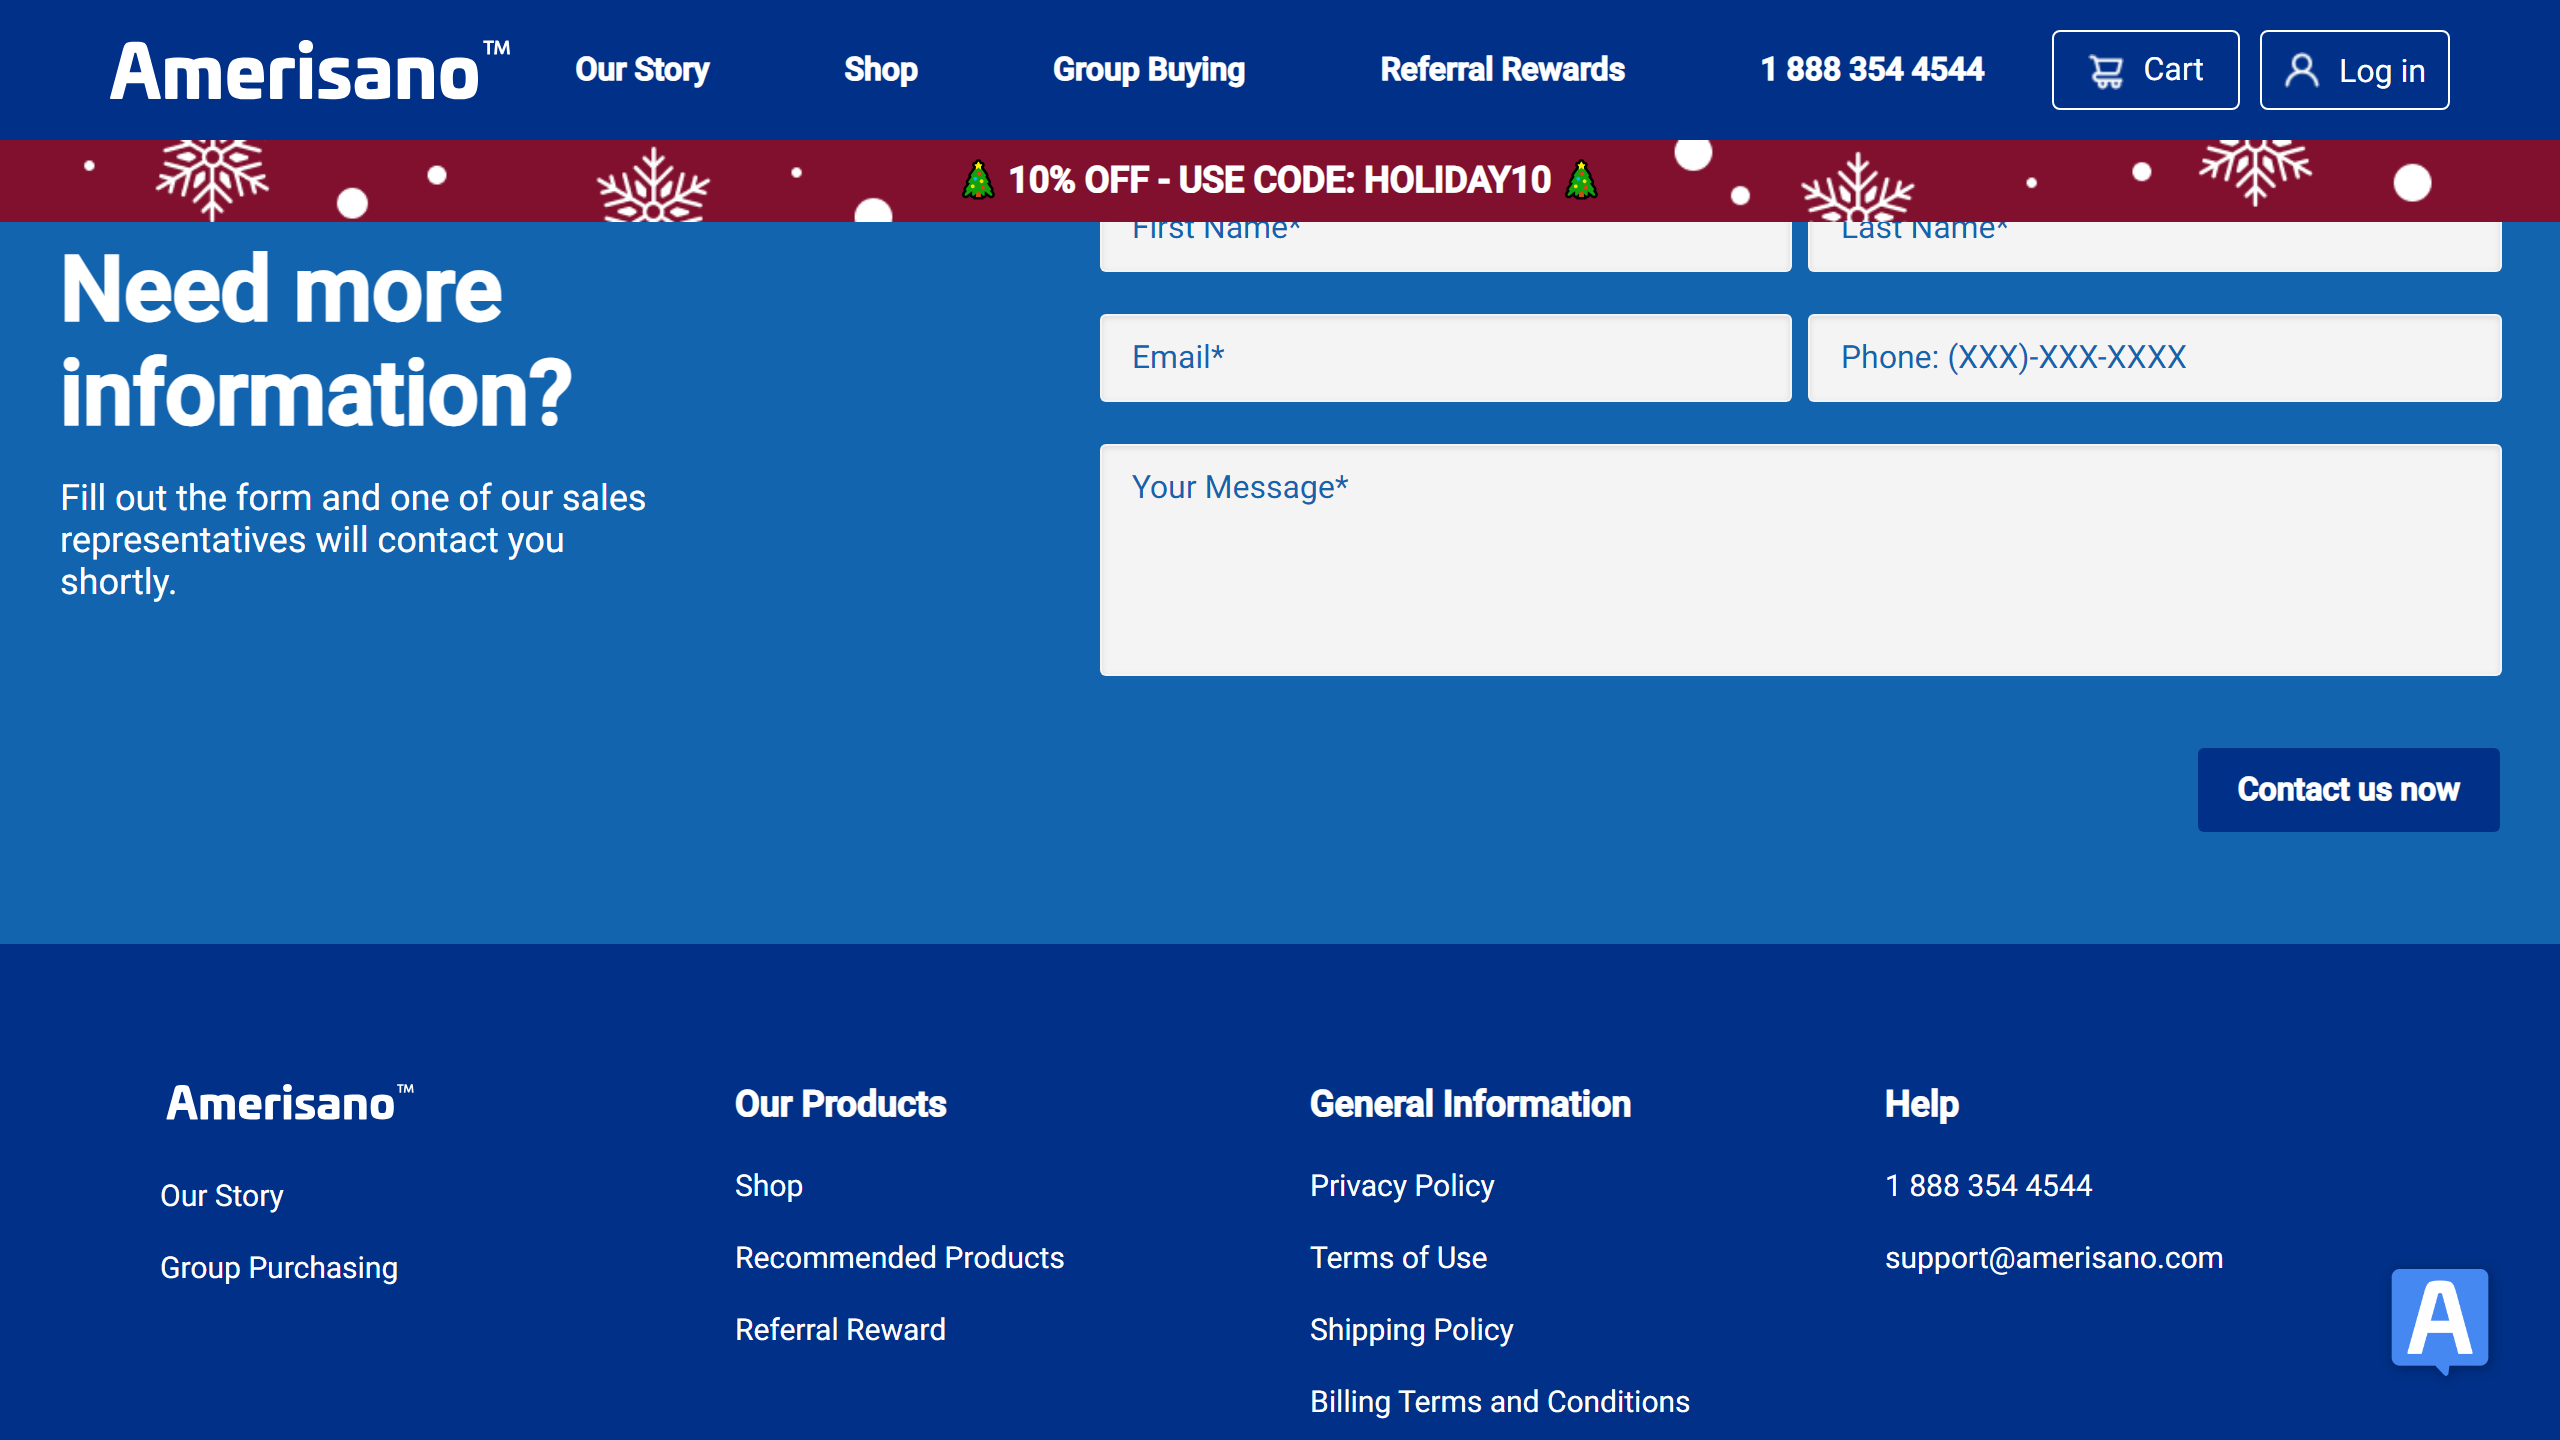 Amerisano™
Our Story
Shop
Group Buying
Referral Rewards
1 888 354 4544
Cart
Log in
10% OFF - USE CODE: HOLIDAY10
Need more
information?
Fill out the form and one of our sales
representatives will contact you
shortly.
First Name*
Last Name*
Email*
Phone: (XXX)-XXX-XXXX
Your Message*
Contact us now
Amerisano™
Our Story
Group Purchasing
Our Products
Shop
Recommended Products
Referral Reward
General Information
Privacy Policy
Terms of Use
Shipping Policy
Billing Terms and Conditions
Help
1 888 354 4544
support@amerisano.com
A